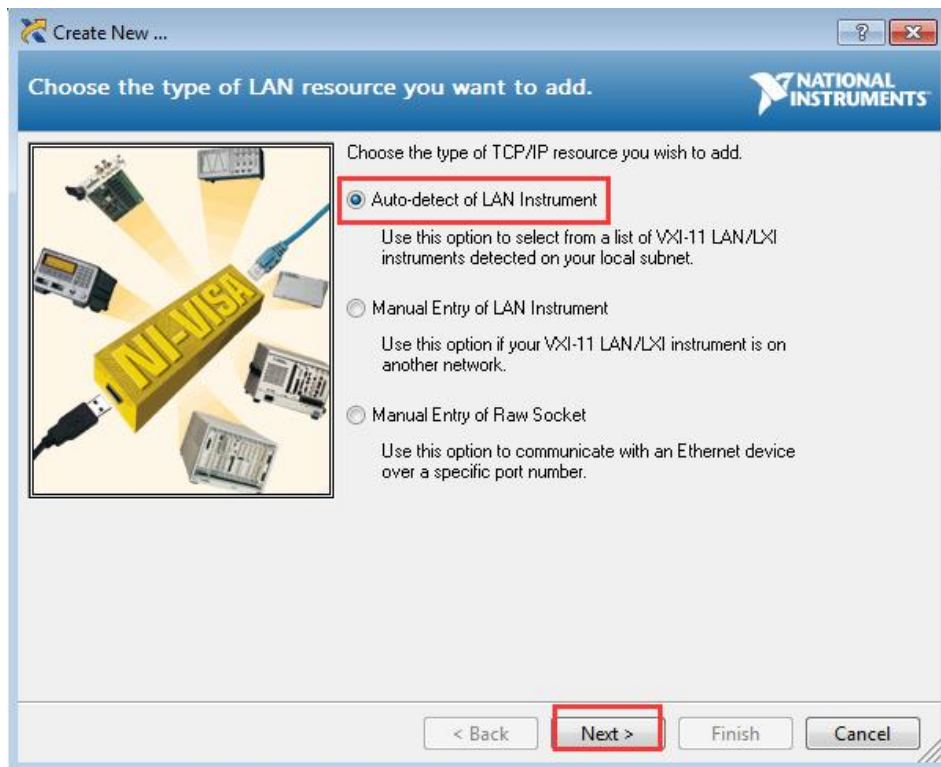 Create New ...
Choose the type of LAN resource you want to add.
NATIONAL
INSTRUMENTS
Choose the type of TCP/IP resource you wish to add.
Auto-detect of LAN Instrument
Use this option to select from a list of VXI-11 LAN/LXI
instruments detected on your local subnet.
Manual Entry of LAN Instrument
Use this option if your VXI-11 LAN/LXI instrument is on
another network.
Manual Entry of Raw Socket
Use this option to communicate with an Ethernet device
over a specific port number.
NI-VISA
< Back
Next >
Finish
Cancel